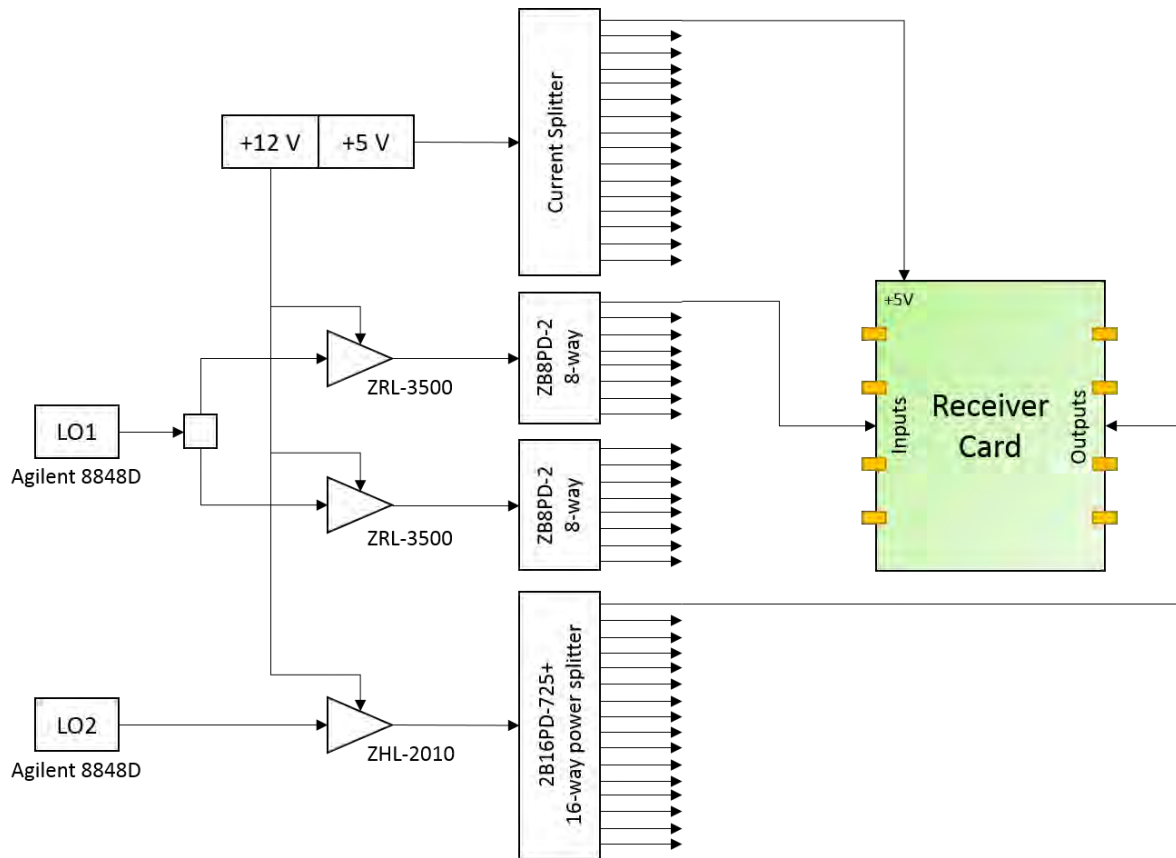 Current Splitter
+12 V
+5 V
+5V
ZRL-3500
ZB8PD-2
8-way
Inputs
Receiver
Card
Outputs
LO1
Agilent 8848D
ZRL-3500
ZB8PD-2
8-way
LO2
Agilent 8848D
ZHL-2010
2B16PD-725+
16-way power splitter